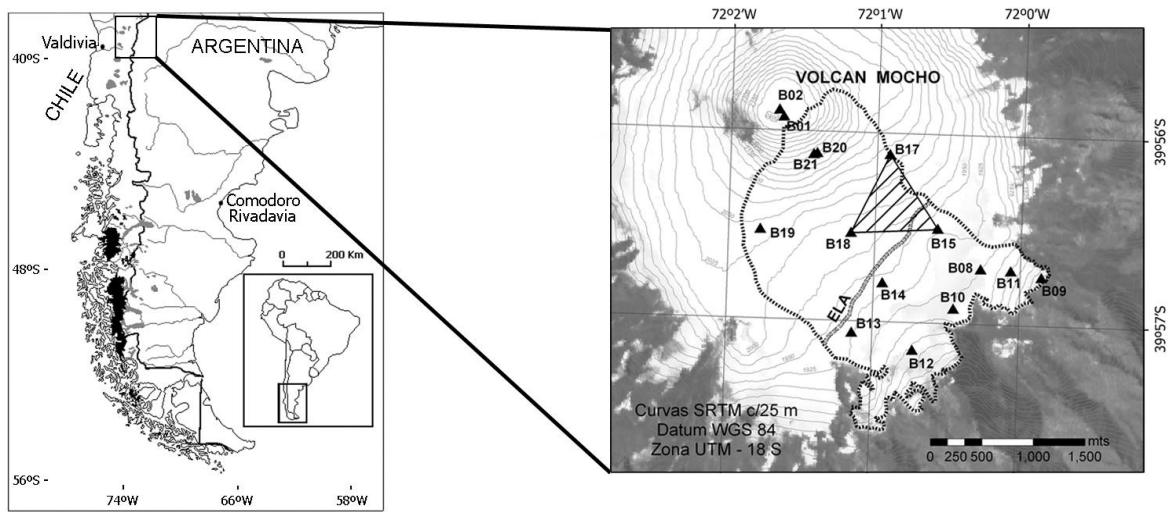 Valdivia
ARGENTINA
40ºS
CHILE
Comodoro
Rivadavia
0 200 Km
48ºS
56ºS
74ºW 66ºW 58ºW
72º2'W 72º1'W 72º0'W
VOLCAN MOCHO
B02
B01
39º56'S
B20
B21
B17
B19
B18
B15
B08
B11
B09
B14
B10
ELA
B13
39º57'S
B12
Curvas SRTM c/25 m
Datum WGS 84
Zona UTM - 18 S
mts
0 250 500 1,000 1,500